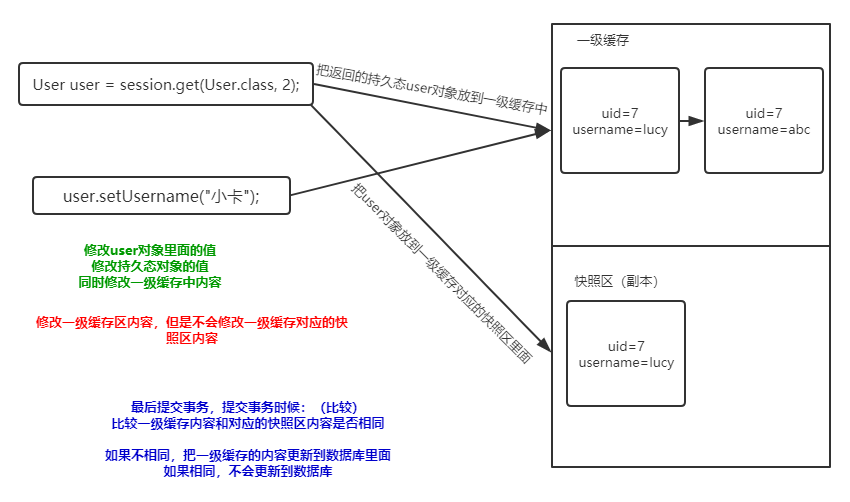 User user = session.get(User.class, 2);
把返回的持久态user对象放到一级缓存中
一级缓存
uid=7
username=lucy
uid=7
username=abc
user.setUsername("小卡");
把user对象放到一级缓存对应的快照区里面
修改user对象里面的值
修改持久态对象的值
同时修改一级缓存中内容
快照区（副本）
uid=7
username=lucy
修改一级缓存区内容，但是不会修改一级缓存对应的快
照区内容
最后提交事务，提交事务时候：（比较）
比较一级缓存内容和对应的快照区内容是否相同
如果不相同，把一级缓存的内容更新到数据库里面
如果相同，不会更新到数据库